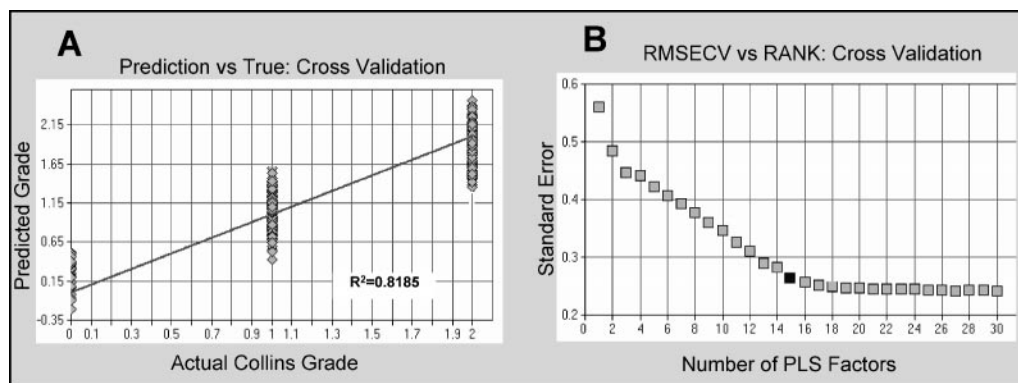 A
Prediction vs True: Cross Validation
Predicted Grade
2.15
1.65
1.15
0.65
0.15
-0.35
R²=0.8185
0 0.1 0.3 0.5 0.7 0.9 1 1.1 1.3 1.5 1.7 1.9 2
Actual Collins Grade
B
RMSECV vs RANK: Cross Validation
Standard Error
0.6
0.5
0.4
0.3
0.2
0 2 4 6 8 10 12 14 16 18 20 22 24 26 28 30
Number of PLS Factors